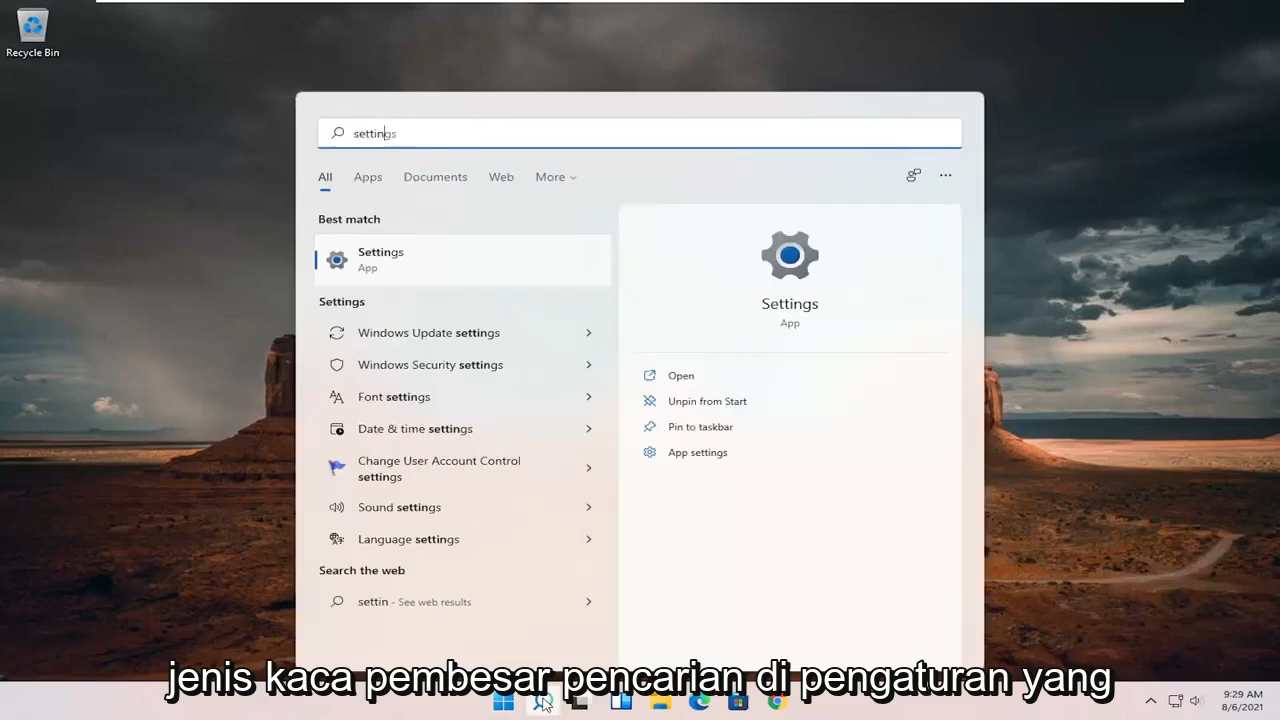 Recycle Bin
settings
All Apps Documents Web More
Best match
Settings
App
Settings
Windows Update settings
Windows Security settings
Font settings
Date & time settings
Change User Account Control
settings
Sound settings
Language settings
Search the web
settin - See web results
Settings
App
Open
Unpin from Start
Pin to taskbar
App settings
jenis kaca pembesar pencarian di pengaturan yang
9:29 AM
8/6/2021